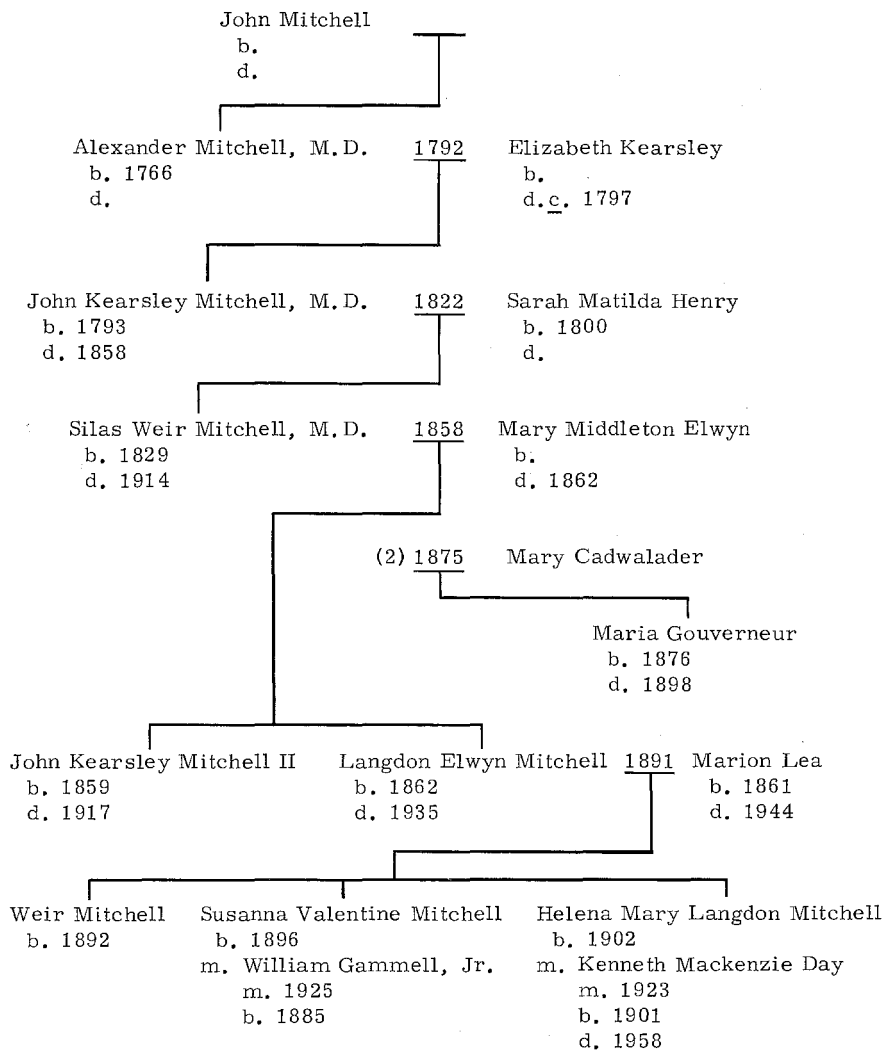 John Mitchell
b.
d.
Alexander Mitchell, M.D. 1792 Elizabeth Kearsley
b. 1766 b.
d. d. c. 1797
John Kearsley Mitchell, M.D. 1822 Sarah Matilda Henry
b. 1793 b. 1800
d. 1858 d.
Silas Weir Mitchell, M.D. 1858 Mary Middleton Elwyn
b. 1829 b.
d. 1914 d. 1862
(2) 1875 Mary Cadwalader
Maria Gouverneur
b. 1876
d. 1898
John Kearsley Mitchell II Langdon Elwyn Mitchell 1891 Marion Lea
b. 1859 b. 1862 b. 1861
d. 1917 d. 1935 d. 1944
Weir Mitchell Susanna Valentine Mitchell Helena Mary Langdon Mitchell
b. 1892 b. 1896 b. 1902
m. William Gammell, Jr. m. Kenneth Mackenzie Day
m. 1925 m. 1923
b. 1885 b. 1901
d. 1958